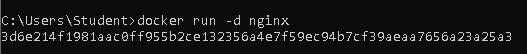 C:\Users\Student>docker run -d nginx
3d6e214f1981aac0ff955b2ce132356a4e7f59ec94b7cf39aeaa7656a23a25a3